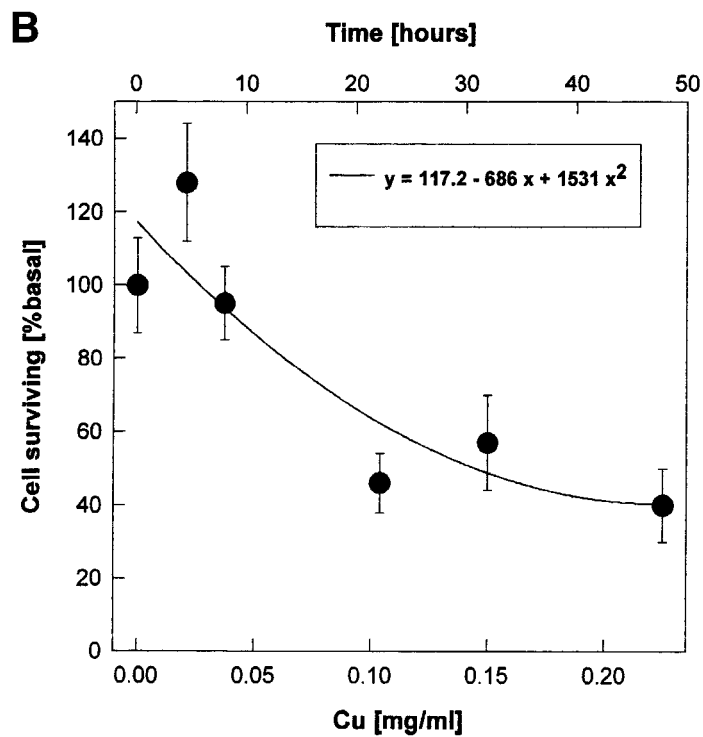 B
Time [hours]
0 10 20 30 40 50
140
120
100
80
60
40
20
0
Cell surviving [%basal]
y = 117.2 - 686 x + 1531 x²
0.00 0.05 0.10 0.15 0.20
Cu [mg/ml]